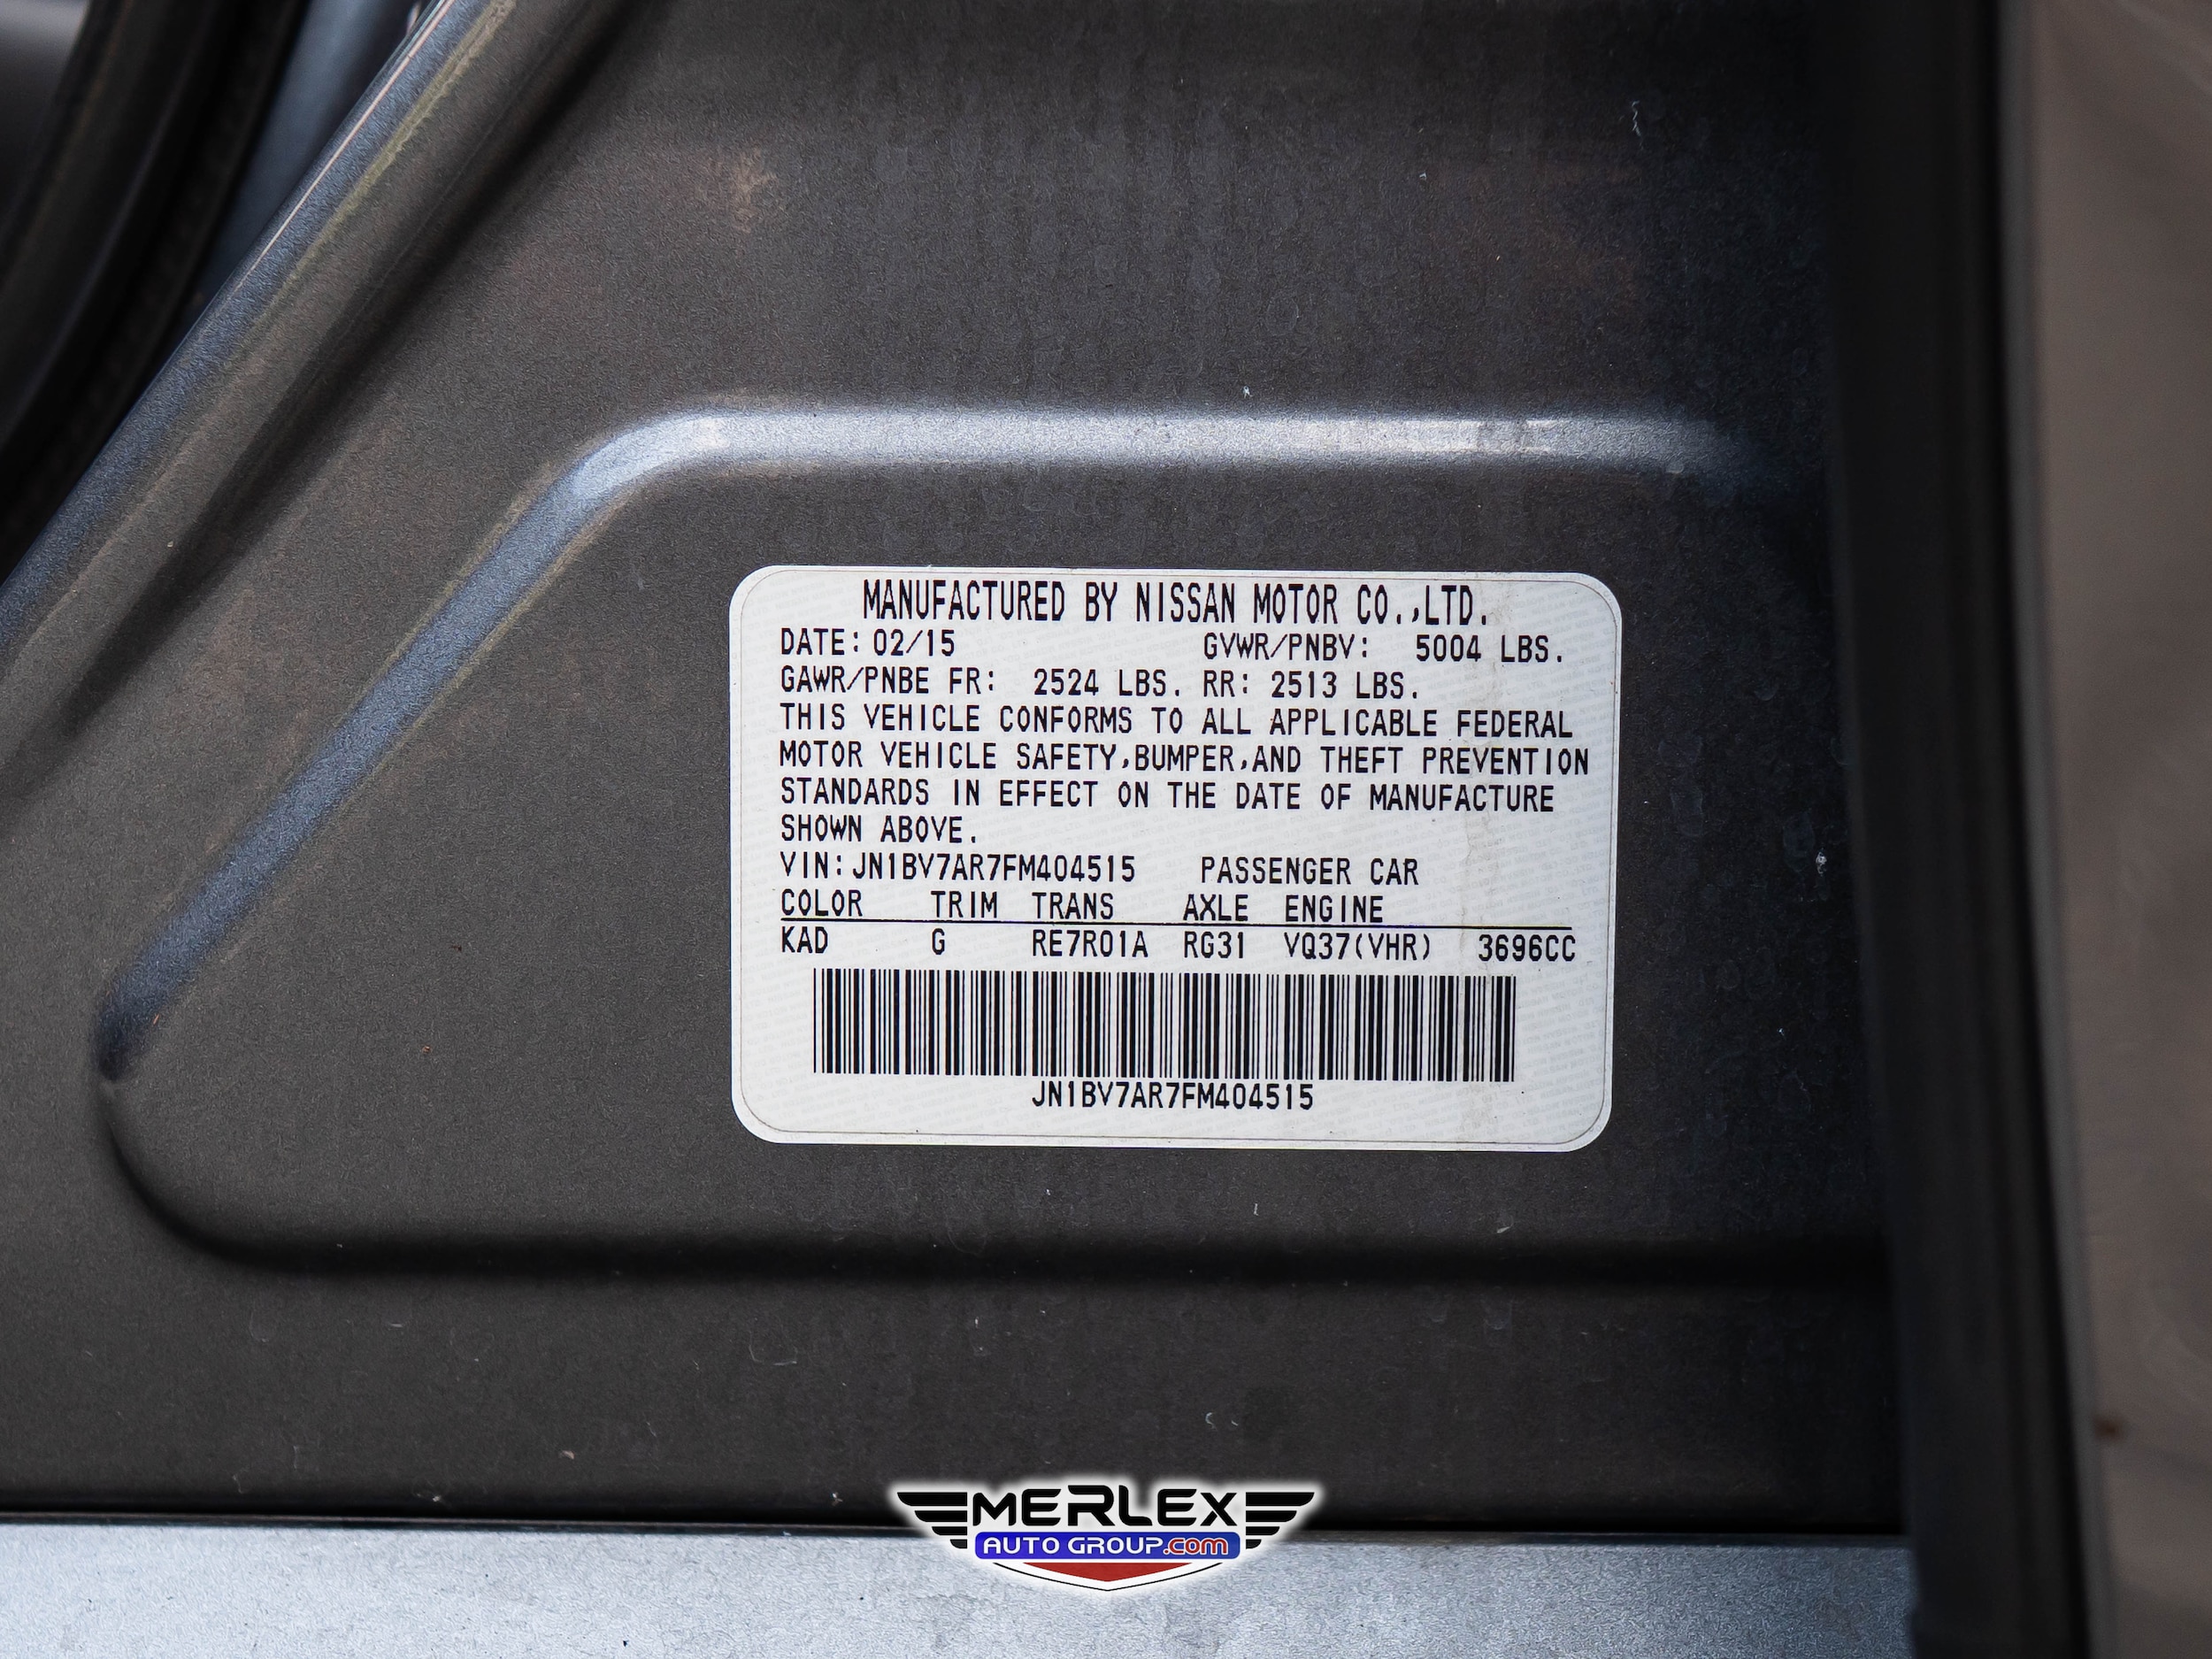 MANUFACTURED BY NISSAN MOTOR CO.,LTD.
DATE: 02/15 GVWR/PNBV: 5004 LBS.
GAWR/PNBE FR: 2524 LBS. RR: 2513 LBS.
THIS VEHICLE CONFORMS TO ALL APPLICABLE FEDERAL
MOTOR VEHICLE SAFETY,BUMPER,AND THEFT PREVENTION
STANDARDS IN EFFECT ON THE DATE OF MANUFACTURE
SHOWN ABOVE.
VIN: JN1BV7AR7FM404515 PASSENGER CAR
COLOR TRIM TRANS AXLE ENGINE
KAD G RE7R01A RG31 VQ37(VHR) 3696CC
JN1BV7AR7FM404515
MERLEX
AUTO GROUP.com